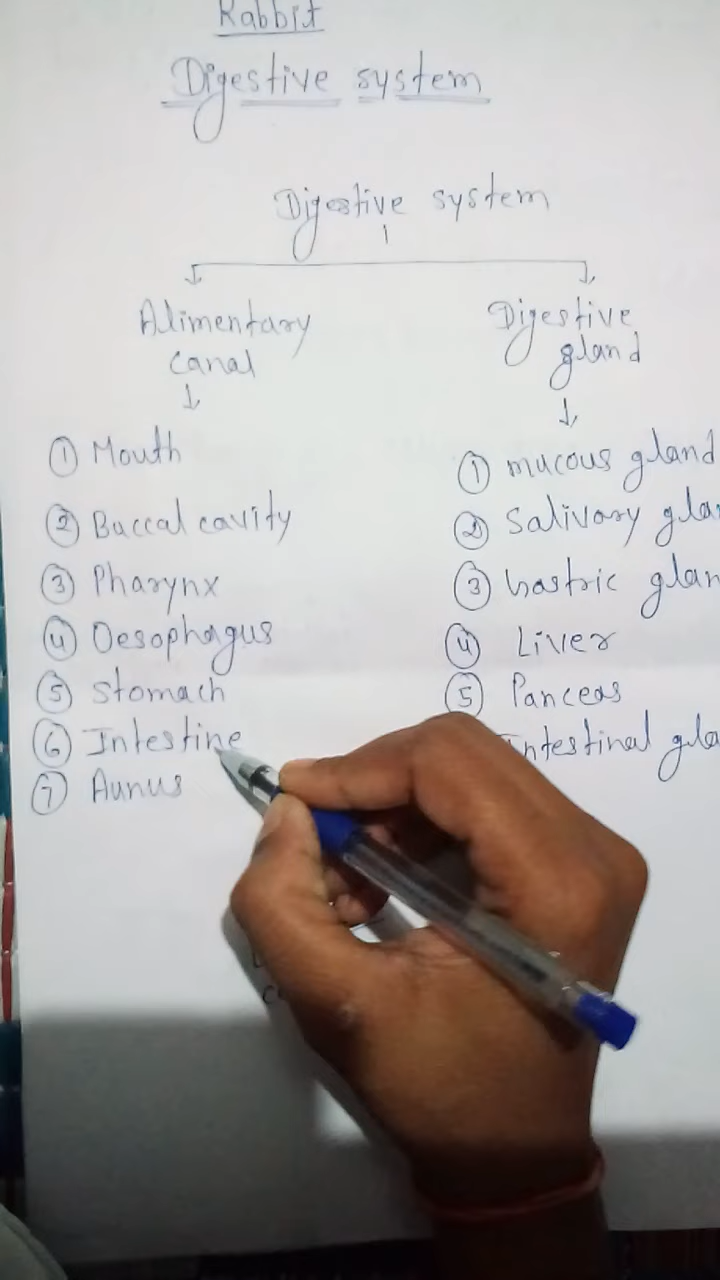 Rabbit
Digestive system
Digestive system
Alimentary
canal
Digestive
gland
① Mouth
② Buccal cavity
③ Pharynx
④ Oesophagus
⑤ Stomach
⑥ Intestine
⑦ Aunus
① mucous gland
② Salivary gla
③ Gastric glan
④ Liver
⑤ Panceas
Intestinal gla